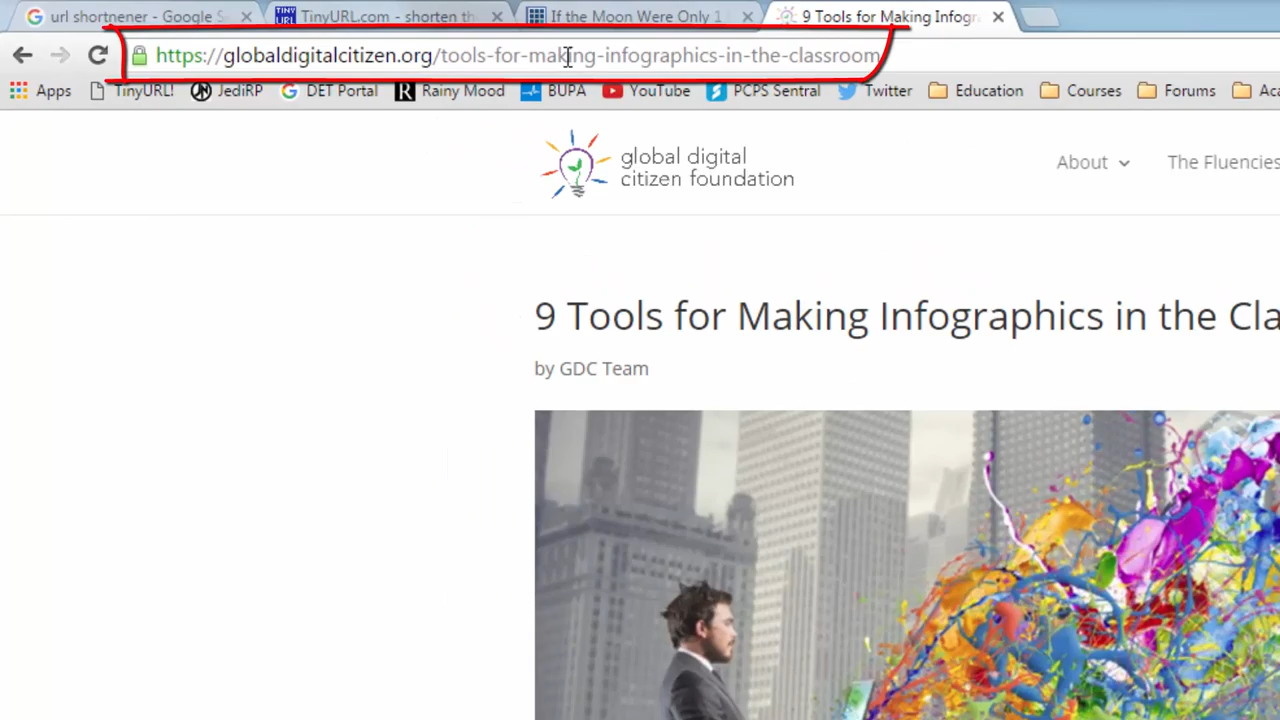 url shortnener - Google S
TINY URL
TinyURL.com - shorten th
If the Moon Were Only 1
9 Tools for Making Infogr
https://globaldigitalcitizen.org/tools-for-making-infographics-in-the-classroom
Apps
TinyURL!
JediRP
DET Portal
R
Rainy Mood
BUPA
YouTube
PCPS Sentral
Twitter
Education
Courses
Forums
Aca
global digital
citizen foundation
About
The Fluencies
9 Tools for Making Infographics in the Cla
by GDC Team